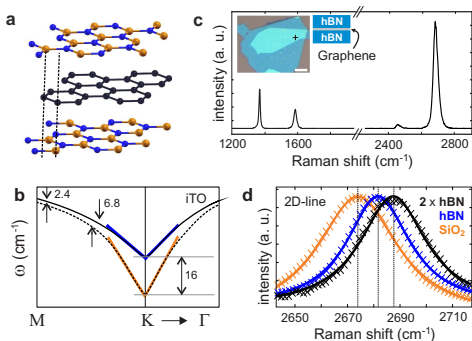 a
b
2.4
6.8
iTO
16
ω (cm⁻¹)
M
K → Γ
c
hBN
hBN
Graphene
intensity (a. u.)
1200
1600
2400
2800
Raman shift (cm⁻¹)
d
2D-line
2 x hBN
hBN
SiO₂
intensity (a. u.)
2650
2670
2690
2710
Raman shift (cm⁻¹)